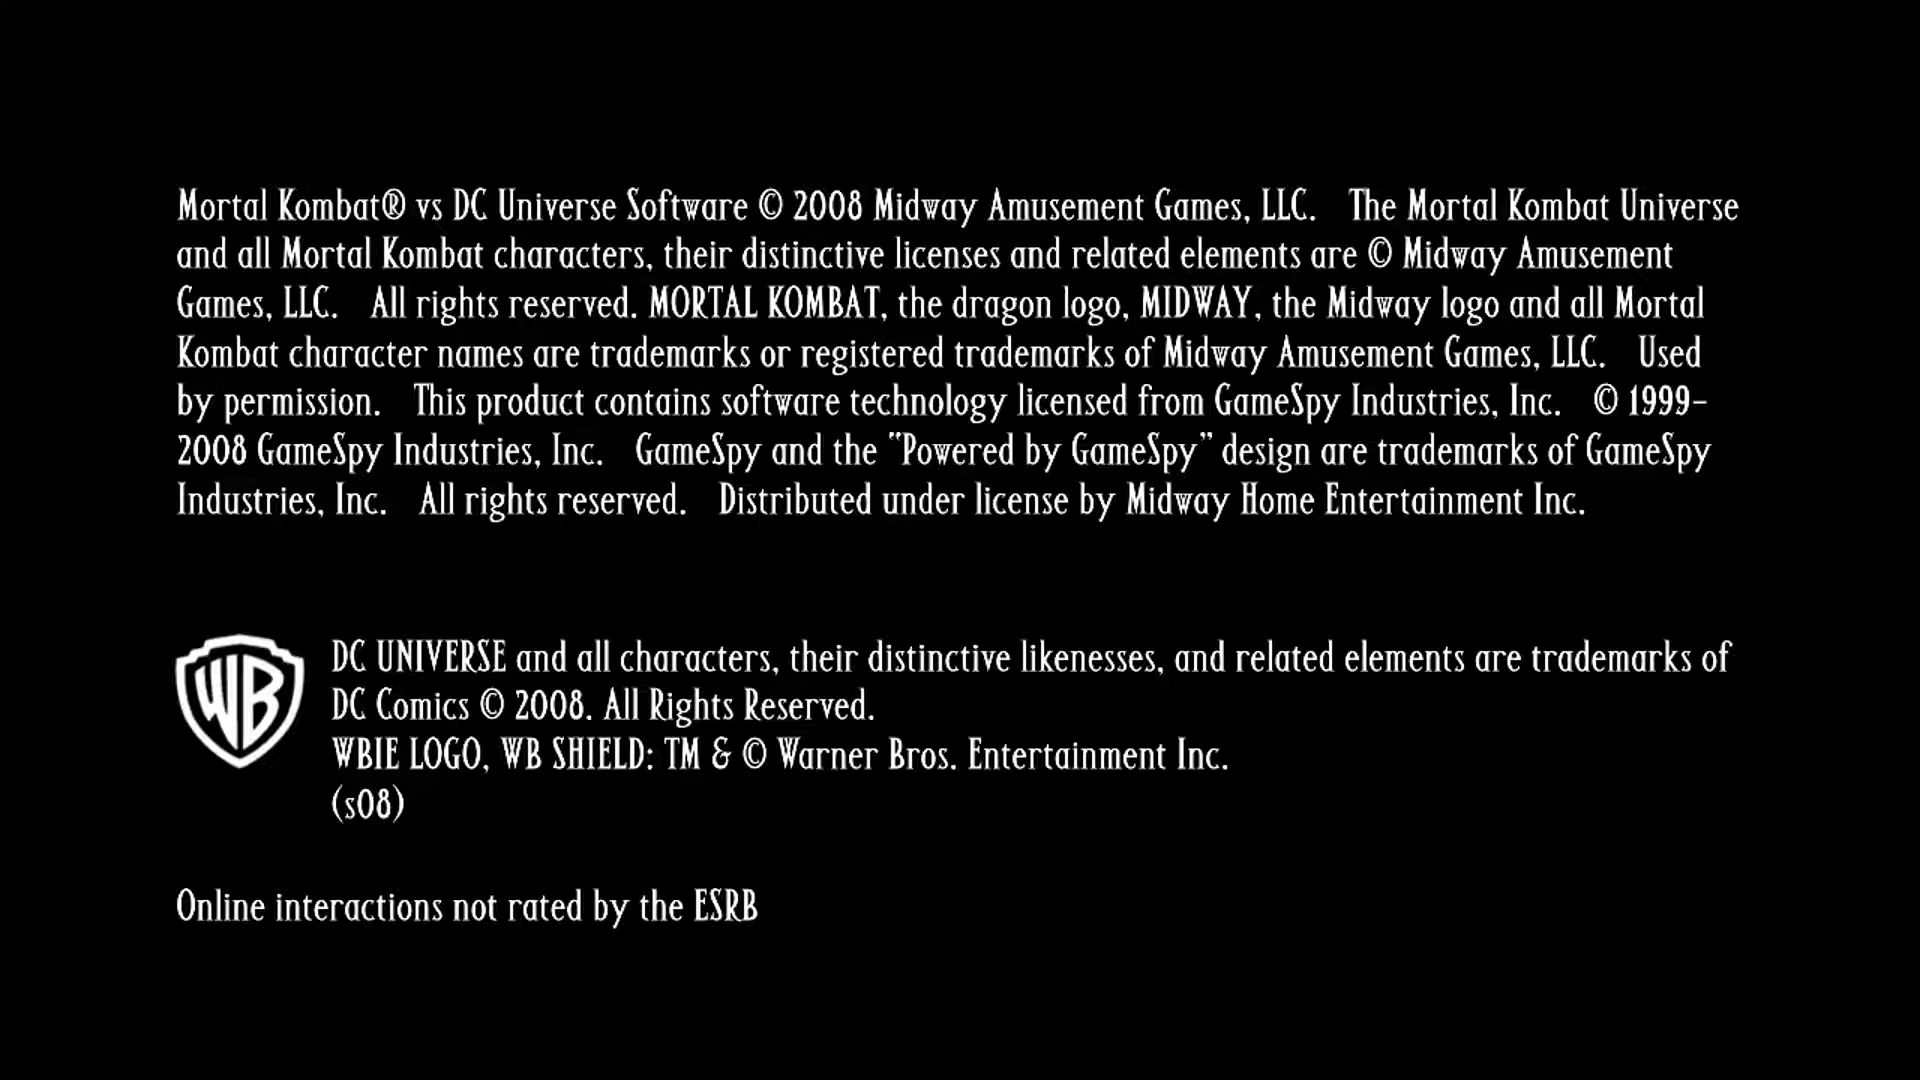 Mortal Kombat® vs DC Universe Software © 2008 Midway Amusement Games, LLC. The Mortal Kombat Universe
and all Mortal Kombat characters, their distinctive licenses and related elements are © Midway Amusement
Games, LLC. All rights reserved. MORTAL KOMBAT, the dragon logo, MIDWAY, the Midway logo and all Mortal
Kombat character names are trademarks or registered trademarks of Midway Amusement Games, LLC. Used
by permission. This product contains software technology licensed from GameSpy Industries, Inc. © 1999-
2008 GameSpy Industries, Inc. GameSpy and the "Powered by GameSpy" design are trademarks of GameSpy
Industries, Inc. All rights reserved. Distributed under license by Midway Home Entertainment Inc.
WB
DC UNIVERSE and all characters, their distinctive likenesses, and related elements are trademarks of
DC Comics © 2008. All Rights Reserved.
WBIE LOGO, WB SHIELD: TM & © Warner Bros. Entertainment Inc.
(s08)
Online interactions not rated by the ESRB